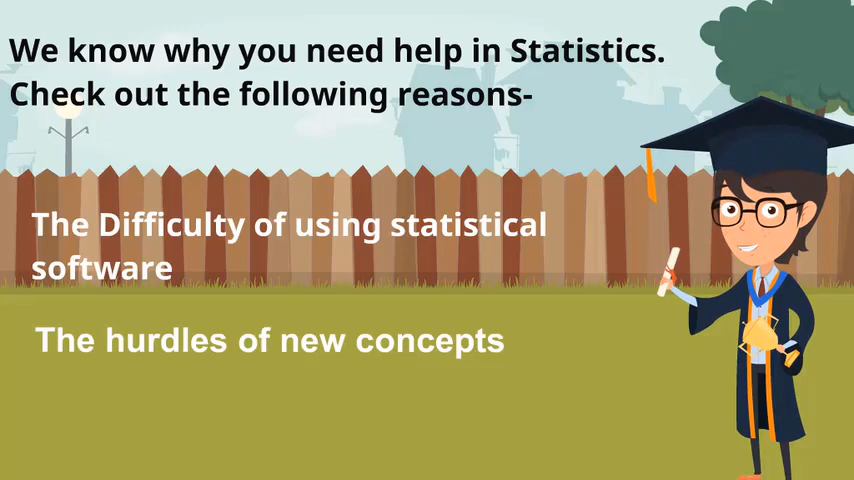 We know why you need help in Statistics.
Check out the following reasons-
The Difficulty of using statistical
software
The hurdles of new concepts